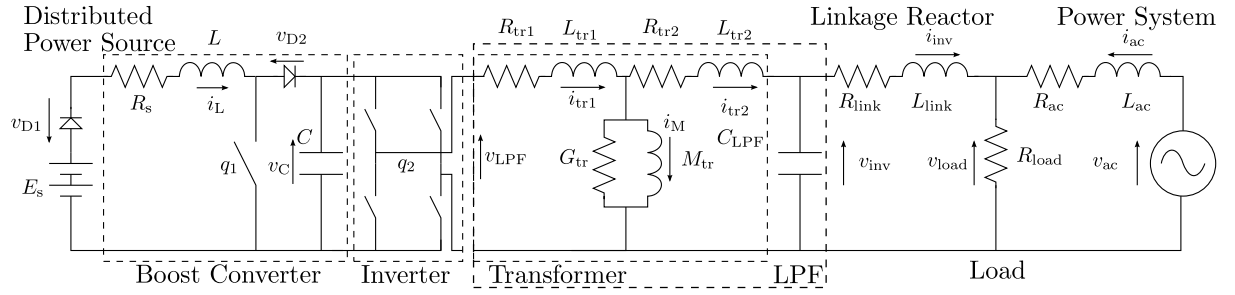 Distributed
Power Source
Linkage Reactor
Power System
L
v_D2
R_tr1
L_tr1
R_tr2
L_tr2
i_inv
i_ac
R_s
i_L
i_tr1
i_tr2
R_link
L_link
R_ac
L_ac
v_D1
C
i_M
C_LPF
E_s
q_1
v_C
q_2
v_LPF
G_tr
M_tr
v_inv
v_load
R_load
v_ac
Boost Converter
Inverter
Transformer
LPF
Load